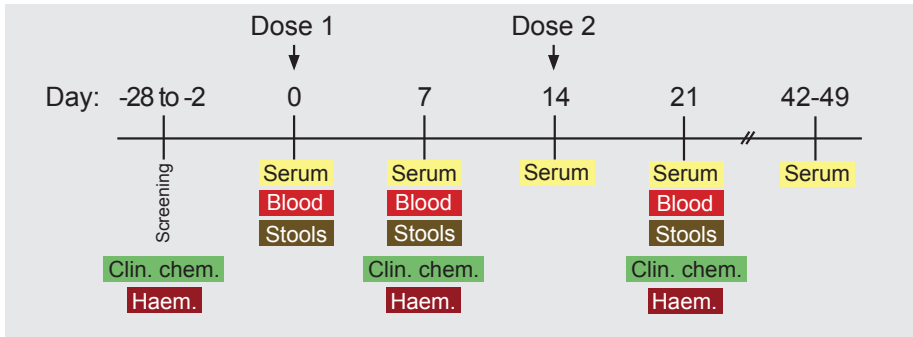 Dose 1 Dose 2
Day: -28 to -2 0 7 14 21 42-49
Screening
Serum Serum Serum Serum Serum
Blood Blood Blood
Stools Stools Stools
Clin. chem. Clin. chem. Clin. chem.
Haem. Haem. Haem.